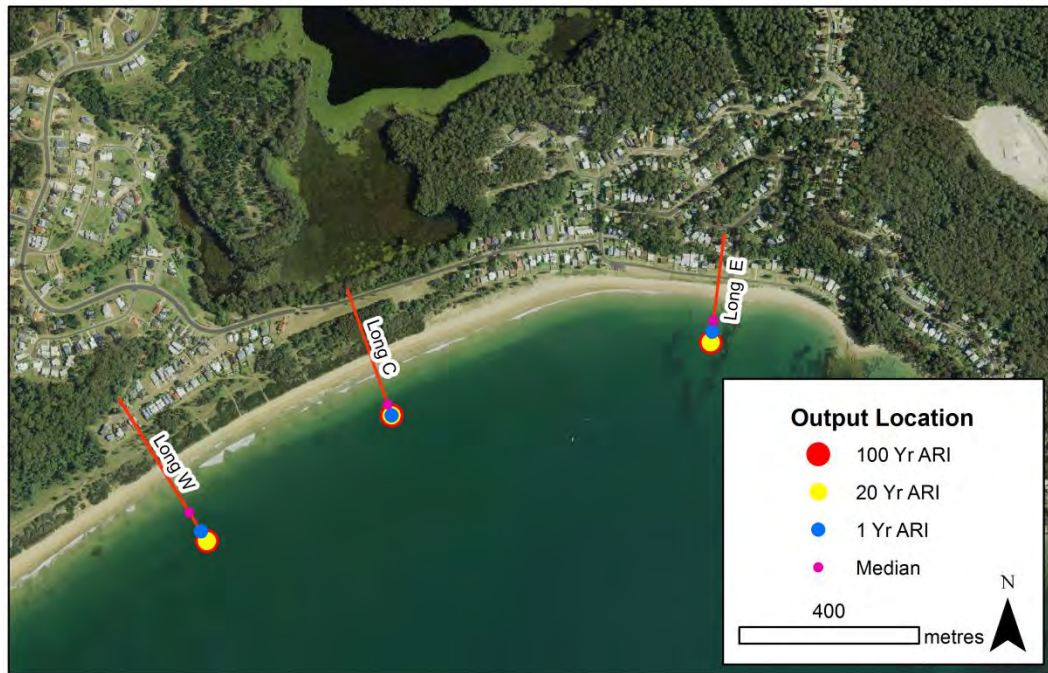 Long E
Long C
Long W
Output Location
100 Yr ARI
20 Yr ARI
1 Yr ARI
Median
N
400
metres